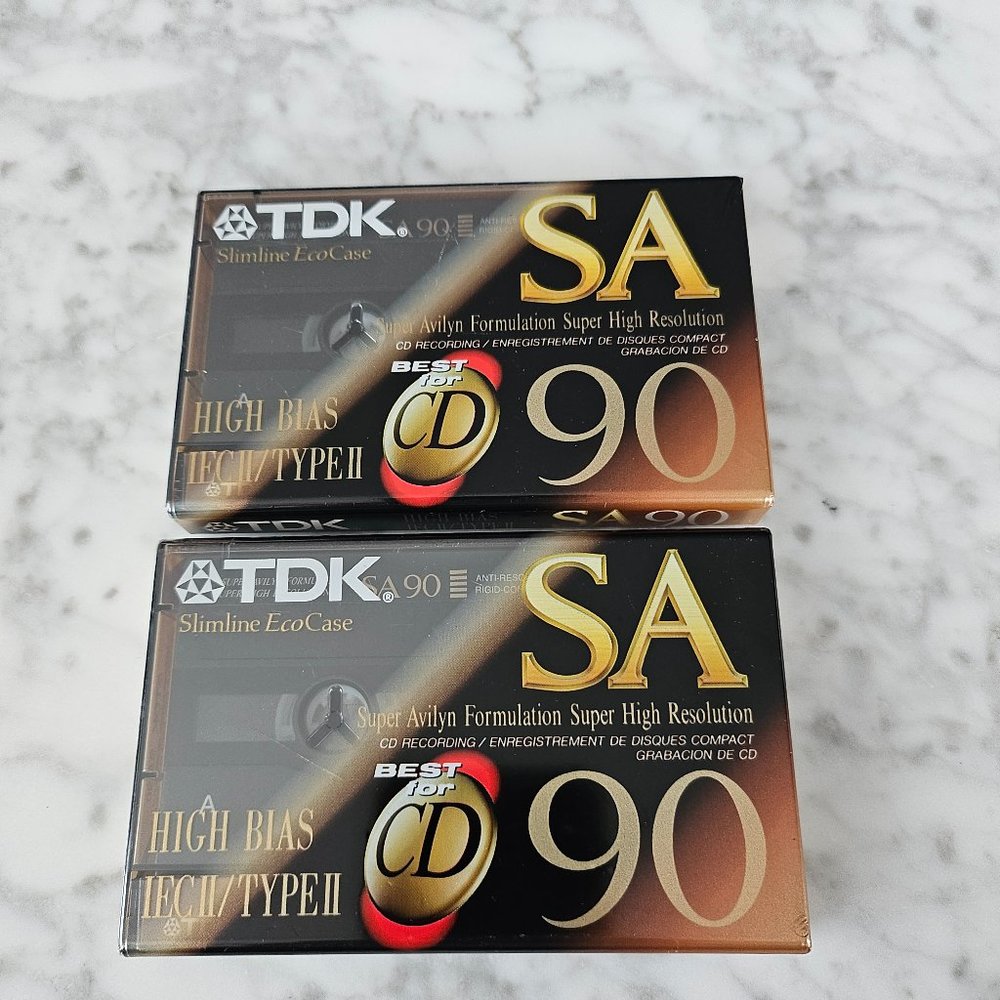 TDK®
SA 90
Slimline EcoCase
SA
Super Avilyn Formulation Super High Resolution
CD RECORDING / ENREGISTREMENT DE DISQUES COMPACT
GRABACION DE CD
BEST
for
CD
90
A
HIGH BIAS
IEC II/TYPE II
TDK
HIGH BIAS
SA 90
TDK®
SA 90
Slimline EcoCase
SA
Super Avilyn Formulation Super High Resolution
CD RECORDING / ENREGISTREMENT DE DISQUES COMPACT
GRABACION DE CD
BEST
for
CD
90
A
HIGH BIAS
IEC II/TYPE II